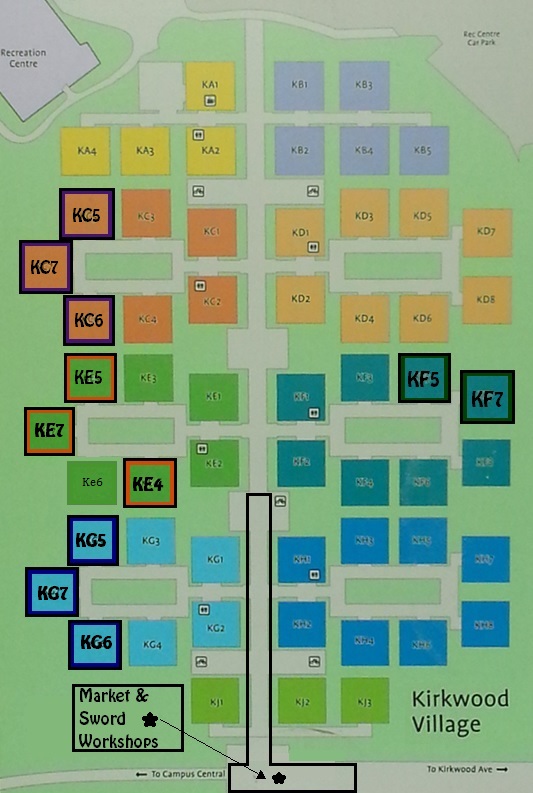 Recreation
Centre
Rec Centre
Car Park
KA1
KB1
KB3
KA4
KA3
KA2
KB2
KB4
KB5
KC5
KC3
KC1
KD1
KD3
KD5
KD7
KC7
KC6
KC4
KC2
KD2
KD4
KD6
KD8
KE5
KE3
KE1
KF1
KF3
KF5
KF7
KE7
Ke6
KE4
KE2
KF2
KF4
KG5
KG3
KG1
KH1
KH3
KH5
KH7
KG7
KG6
KG4
KG2
KH2
KH4
KH6
KH8
KJ1
KJ2
KJ3
Kirkwood
Village
Market &
Sword
Workshops
← To Campus Central
To Kirkwood Ave →